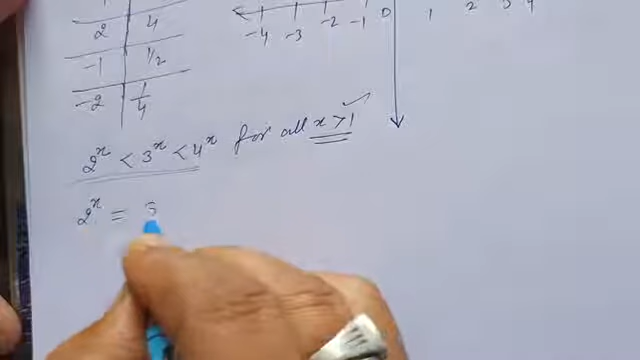 2 4
-1 1/2
-2 1/4
-4 -3 -2 -1 0 1 2 3 4
2^x < 3^x < 4^x for all x > 1 ✓
2^x =